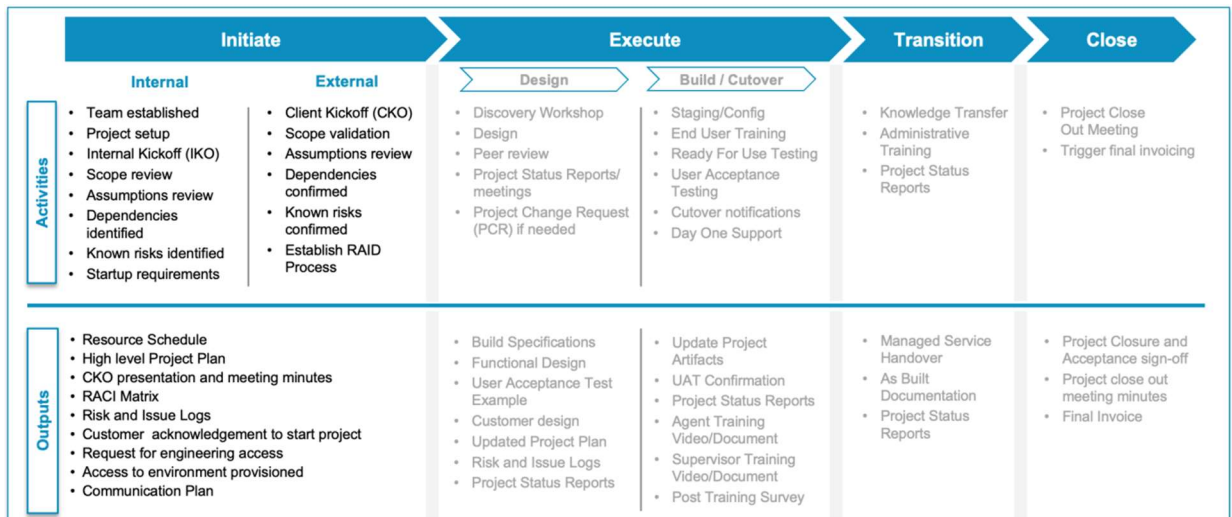 Initiate
Execute
Transition
Close
Internal
External
Design
Build / Cutover
Activities
• Team established
• Project setup
• Internal Kickoff (IKO)
• Scope review
• Assumptions review
• Dependencies
identified
• Known risks identified
• Startup requirements
• Client Kickoff (CKO)
• Scope validation
• Assumptions review
• Dependencies
confirmed
• Known risks
confirmed
• Establish RAID
Process
• Discovery Workshop
• Design
• Peer review
• Project Status Reports/
meetings
• Project Change Request
(PCR) if needed
• Staging/Config
• End User Training
• Ready For Use Testing
• User Acceptance
Testing
• Cutover notifications
• Day One Support
• Knowledge Transfer
• Administrative
Training
• Project Status
Reports
• Project Close
Out Meeting
• Trigger final invoicing
Outputs
• Resource Schedule
• High level Project Plan
• CKO presentation and meeting minutes
• RACI Matrix
• Risk and Issue Logs
• Customer acknowledgement to start project
• Request for engineering access
• Access to environment provisioned
• Communication Plan
• Build Specifications
• Functional Design
• User Acceptance Test
Example
• Customer design
• Updated Project Plan
• Risk and Issue Logs
• Project Status Reports
• Update Project
Artifacts
• UAT Confirmation
• Project Status Reports
• Agent Training
Video/Document
• Supervisor Training
Video/Document
• Post Training Survey
• Managed Service
Handover
• As Built
Documentation
• Project Status
Reports
• Project Closure and
Acceptance sign-off
• Project close out
meeting minutes
• Final Invoice